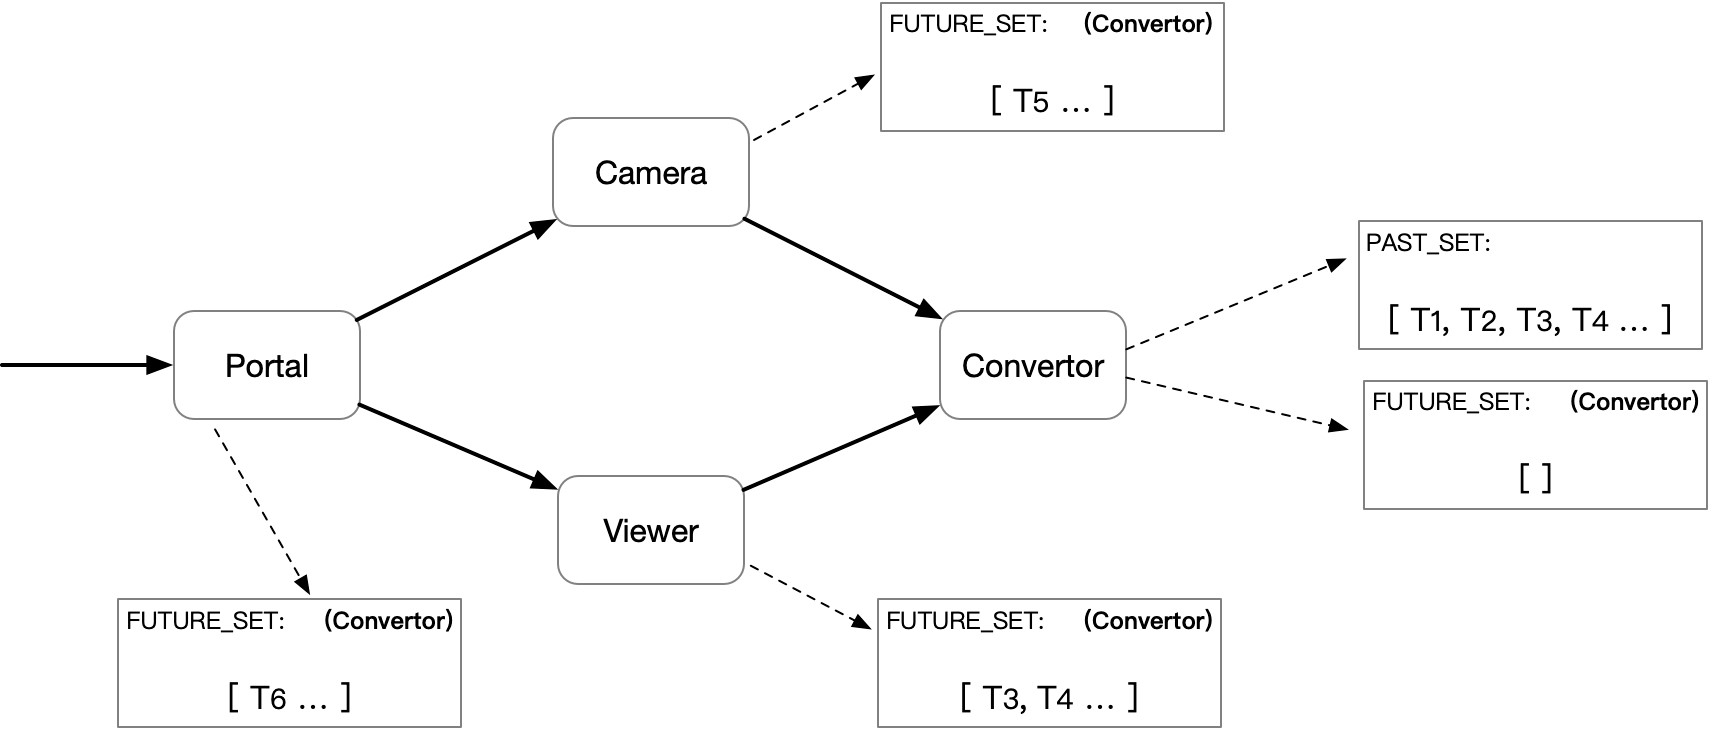 FUTURE_SET: (Convertor)
[ T5 ... ]
Camera
PAST_SET:
[ T1, T2, T3, T4 ... ]
Portal
Convertor
FUTURE_SET: (Convertor)
[ ]
Viewer
FUTURE_SET: (Convertor)
[ T6 ... ]
FUTURE_SET: (Convertor)
[ T3, T4 ... ]